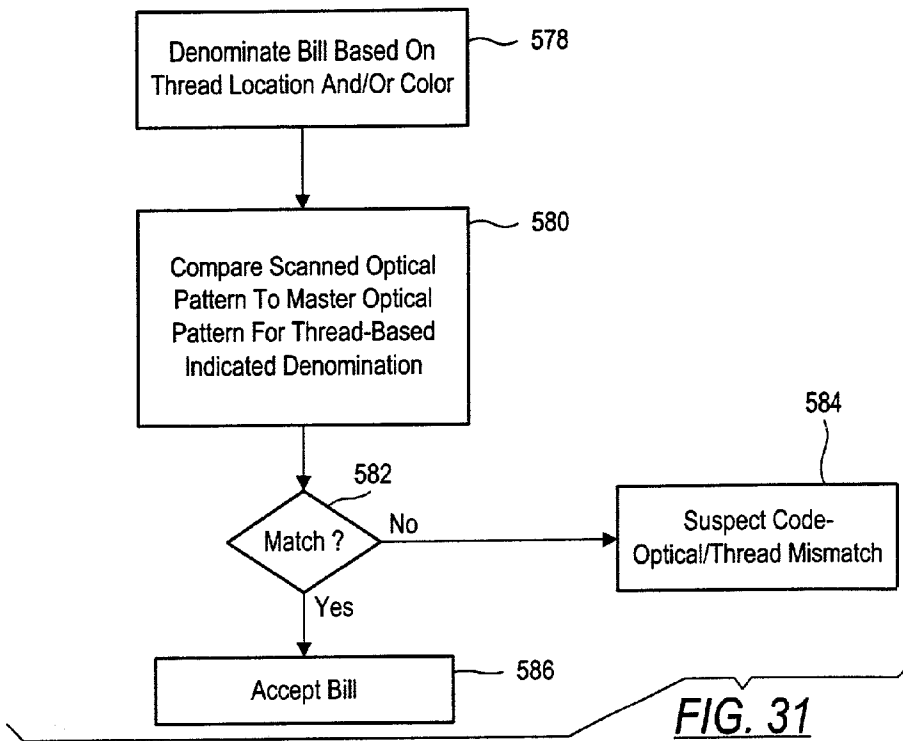 Denominate Bill Based On
Thread Location And/Or Color
578
Compare Scanned Optical
Pattern To Master Optical
Pattern For Thread-Based
Indicated Denomination
580
582
Match ?
No
Yes
584
Suspect Code-
Optical/Thread Mismatch
Accept Bill
586
FIG. 31